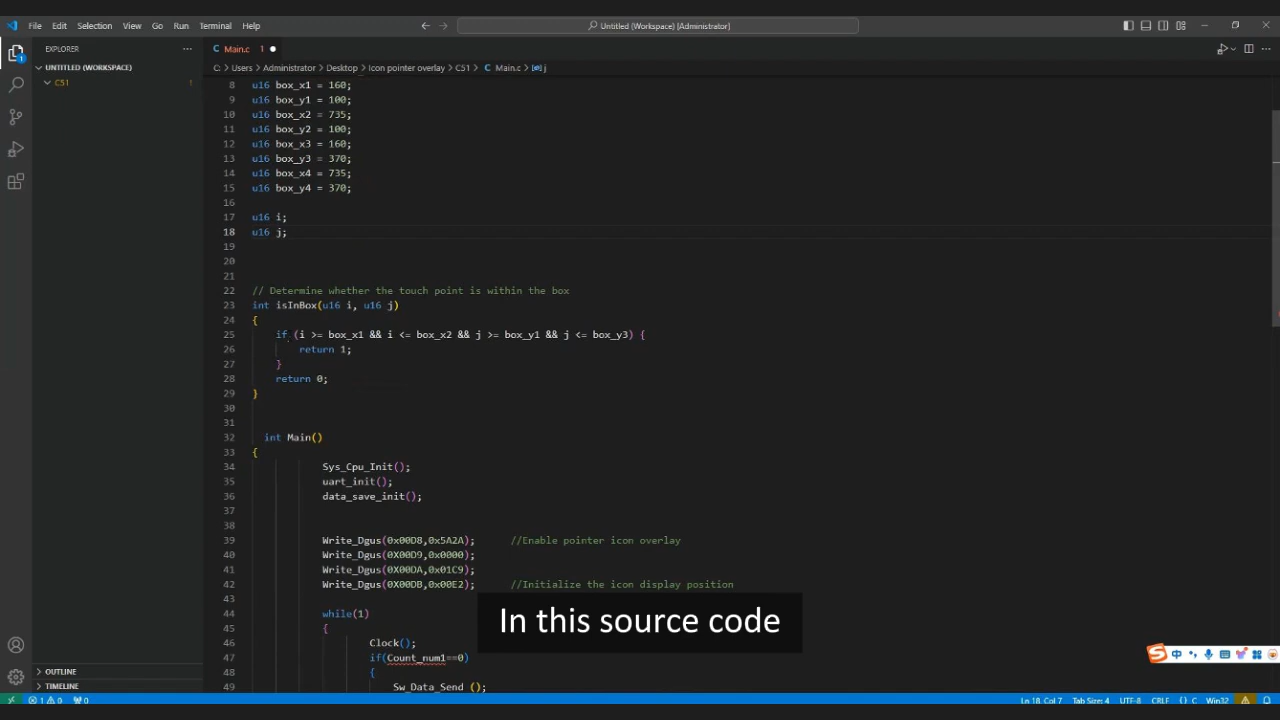 File Edit Selection View Go Run Terminal Help
Untitled (Workspace) [Administrator]
EXPLORER
Main.c 1
UNTITLED (WORKSPACE)
C51 1
C: > Users > Administrator > Desktop > Icon pointer overlay > C51 > C Main.c > j
8 u16 box_x1 = 160;
9 u16 box_y1 = 100;
10 u16 box_x2 = 735;
11 u16 box_y2 = 100;
12 u16 box_x3 = 160;
13 u16 box_y3 = 370;
14 u16 box_x4 = 735;
15 u16 box_y4 = 370;
16
17 u16 i;
18 u16 j;
19
20
21
22 // Determine whether the touch point is within the box
23 int isInBox(u16 i, u16 j)
24 {
25 if (i >= box_x1 && i <= box_x2 && j >= box_y1 && j <= box_y3) {
26 return 1;
27 }
28 return 0;
29 }
30
31
32 int Main()
33 {
34 Sys_Cpu_Init();
35 uart_init();
36 data_save_init();
37
38
39 Write_Dgus(0x00D8,0x5A2A); //Enable pointer icon overlay
40 Write_Dgus(0X00D9,0x0000);
41 Write_Dgus(0X00DA,0x01C9);
42 Write_Dgus(0X00DB,0x00E2); //Initialize the icon display position
43
44 while(1)
45 {
46 Clock();
47 if(Count_num1==0)
48 {
49 Sw_Data_Send ();
In this source code
中
OUTLINE
TIMELINE
1 0 0
Ln 18, Col 7 Tab Size: 4 UTF-8 CRLF {} C Win32